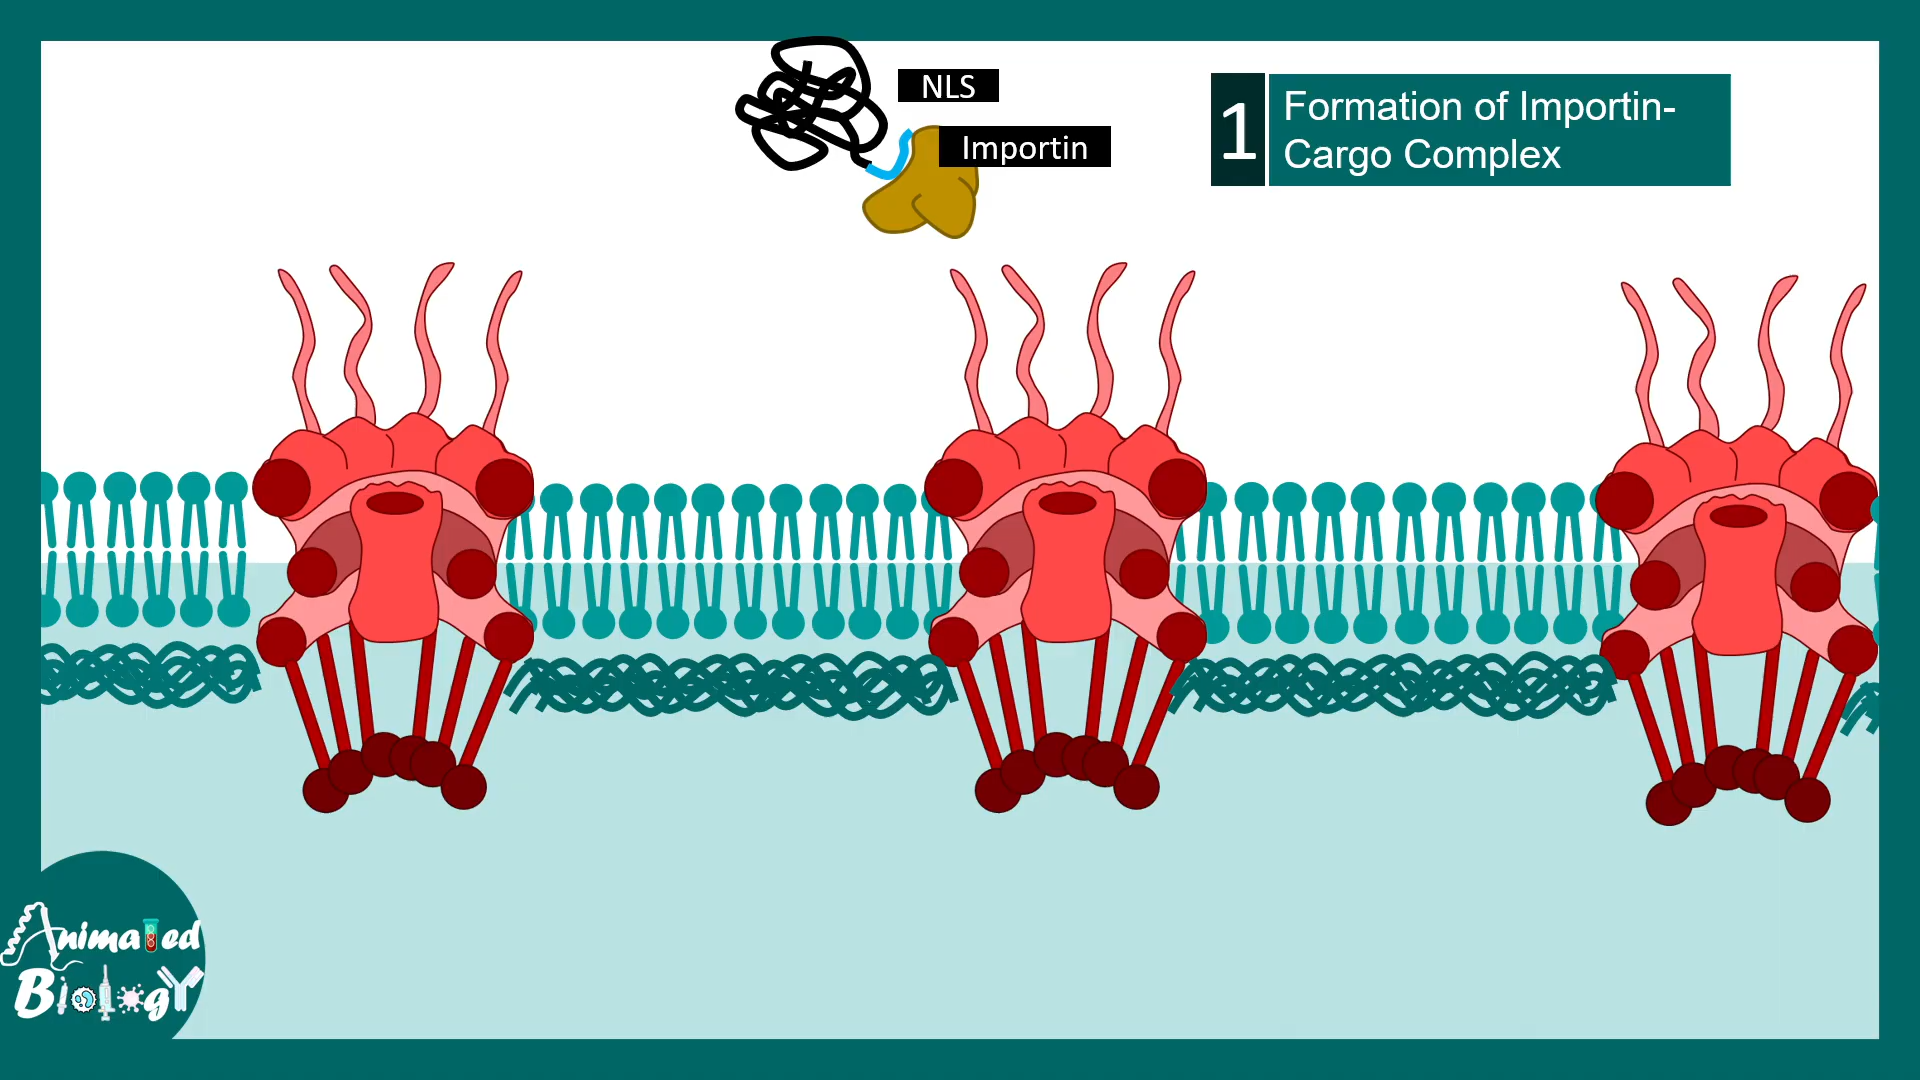 NLS
Importin
1
Formation of Importin-
Cargo Complex
Animated
Biology